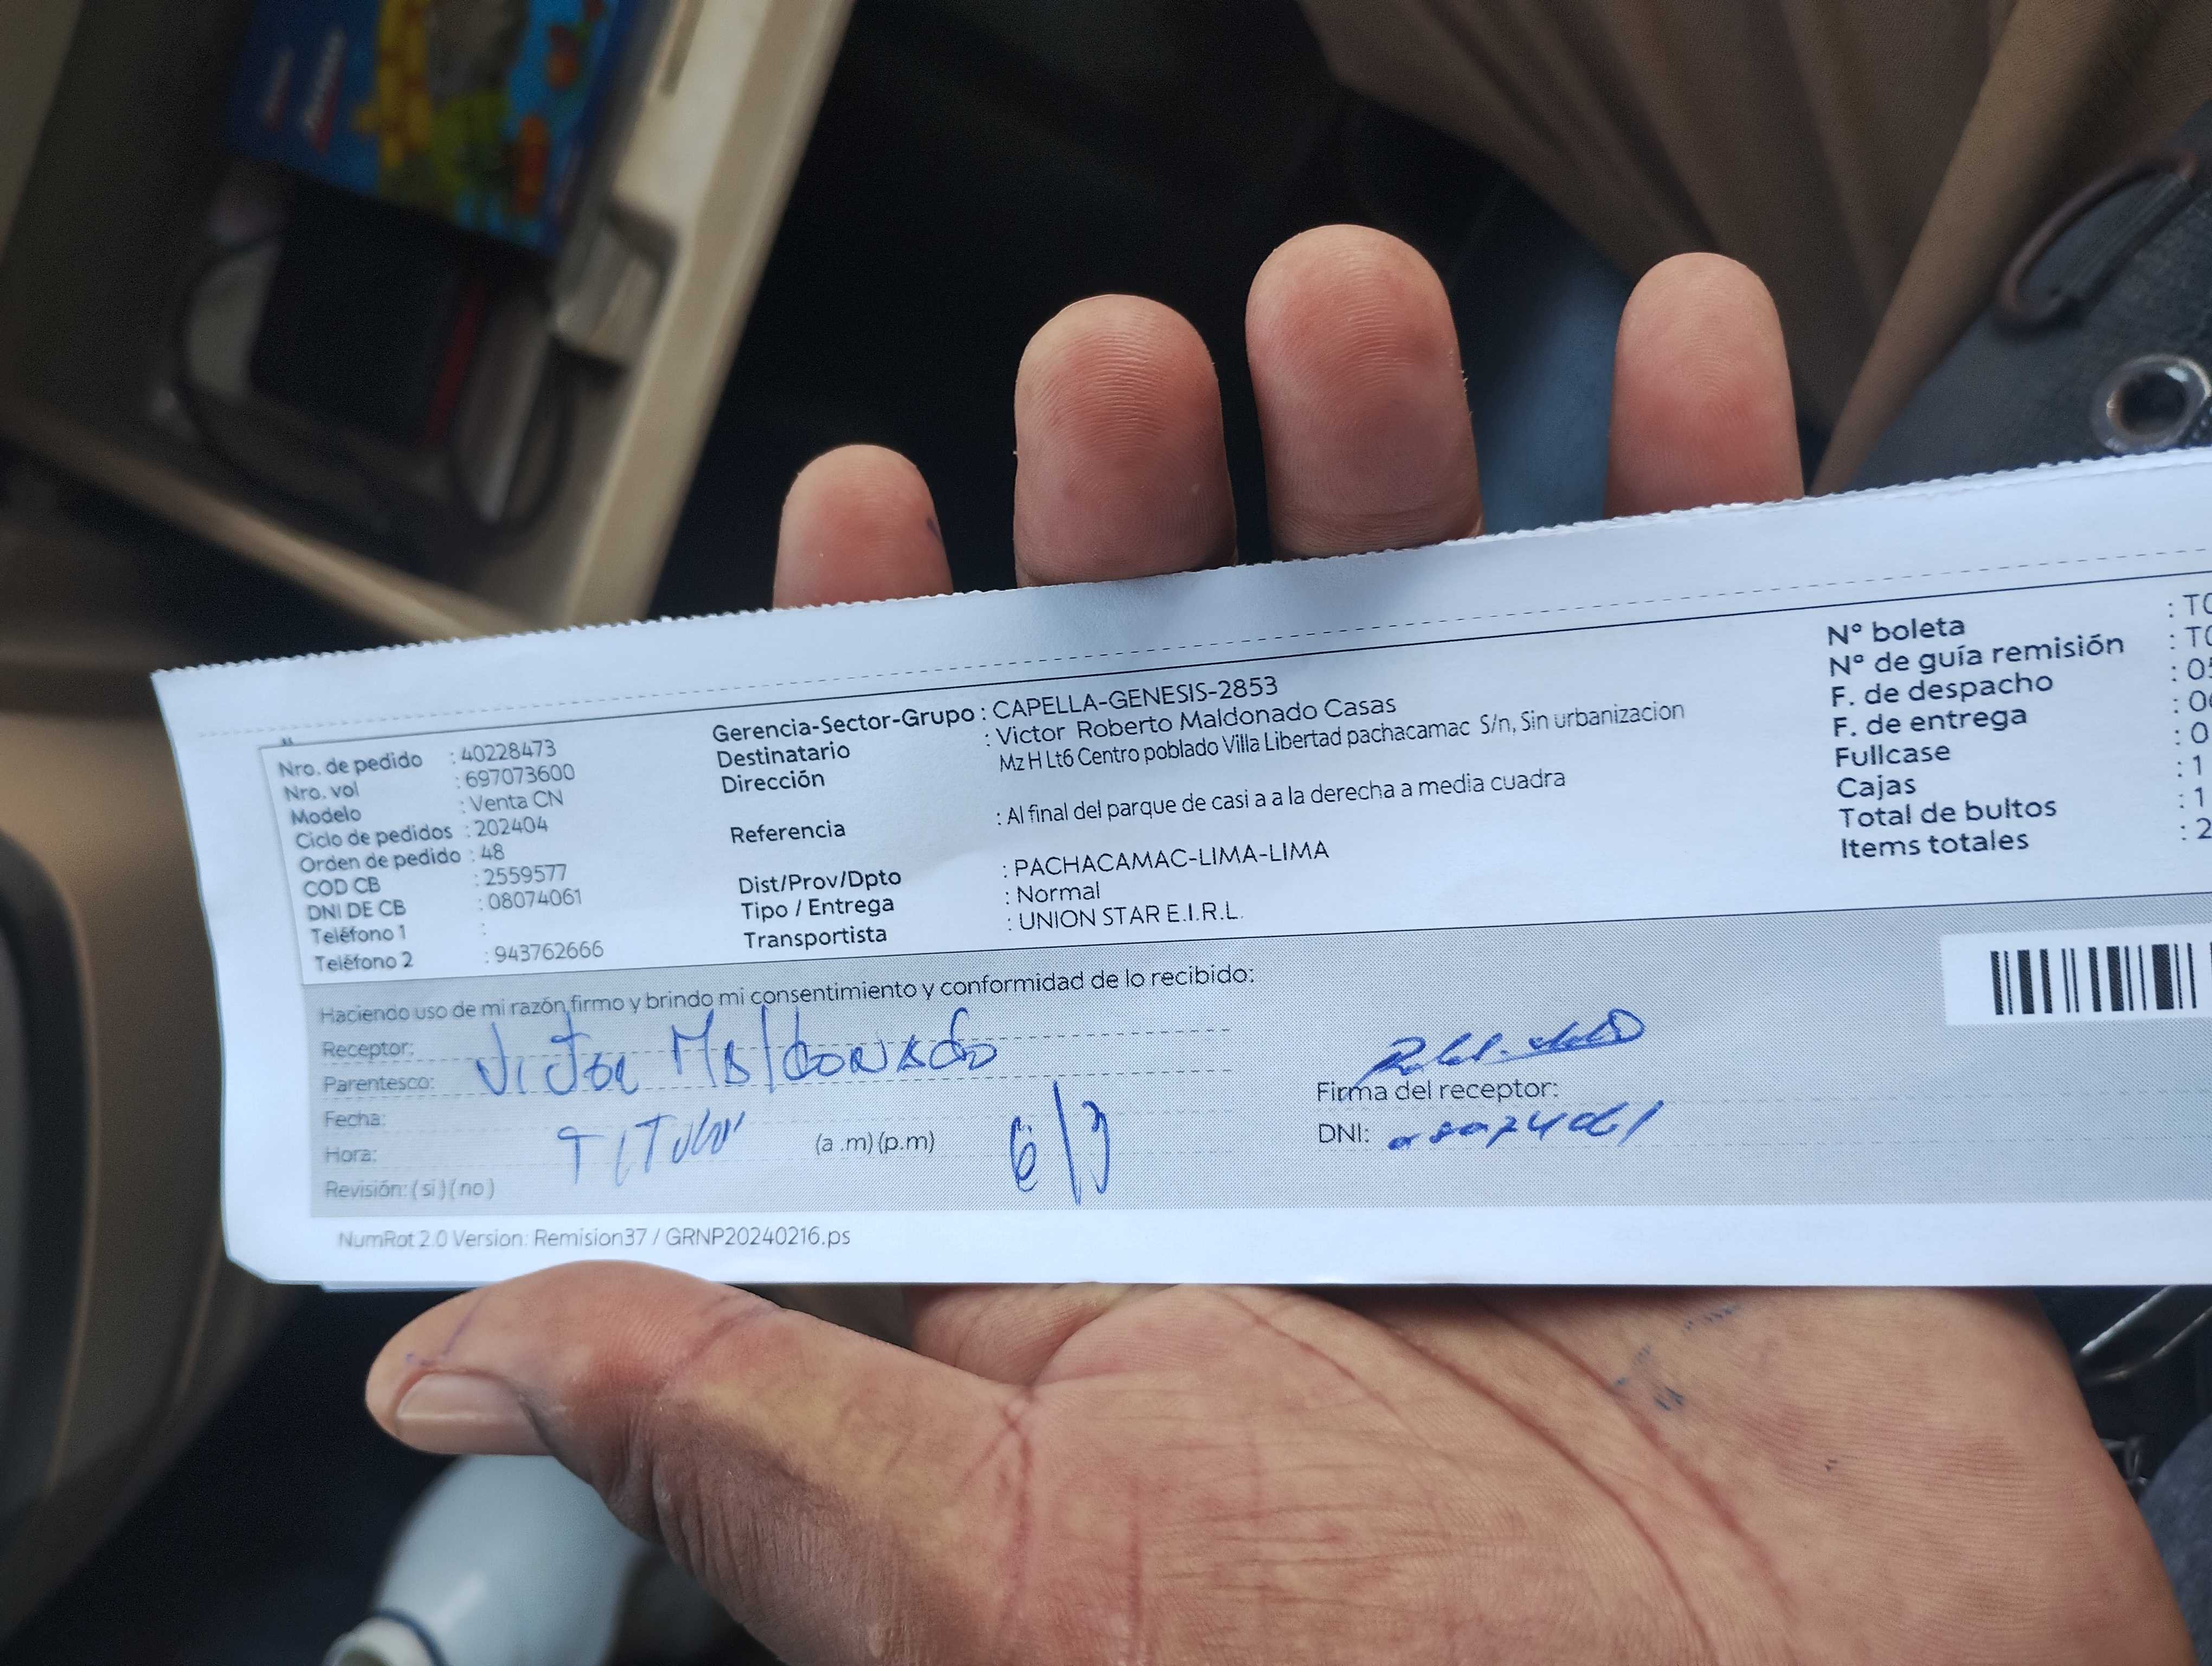 Nro. de pedido : 40228473
Nro. vol : 697073600
Modelo : Venta CN
Ciclo de pedidos : 202404
Orden de pedido : 48
COD CB : 2559577
DNI DE CB : 08074061
Teléfono 1 :
Teléfono 2 : 943762666
Gerencia-Sector-Grupo : CAPELLA-GENESIS-2853
Destinatario : Victor Roberto Maldonado Casas
Dirección Mz H Lt6 Centro poblado Villa Libertad pachacamac S/n, Sin urbanizacion
Referencia : Al final del parque de casi a a la derecha a media cuadra
Dist/Prov/Dpto : PACHACAMAC-LIMA-LIMA
Tipo / Entrega : Normal
Transportista : UNION STAR E.I.R.L.
N° boleta
N° de guía remisión
F. de despacho
F. de entrega
Fullcase
Cajas : 1
Total de bultos : 1
Items totales : 2
Haciendo uso de mi razón, firmo y brindo mi consentimiento y conformidad de lo recibido:
Receptor: Victor Maldonado
Parentesco:
Fecha: Titular
Hora: (a.m)(p.m) 6/3
Revisión: (si)(no)
Firma del receptor:
DNI: 08074061
NumRot 2.0 Version: Remision37 / GRNP20240216.ps